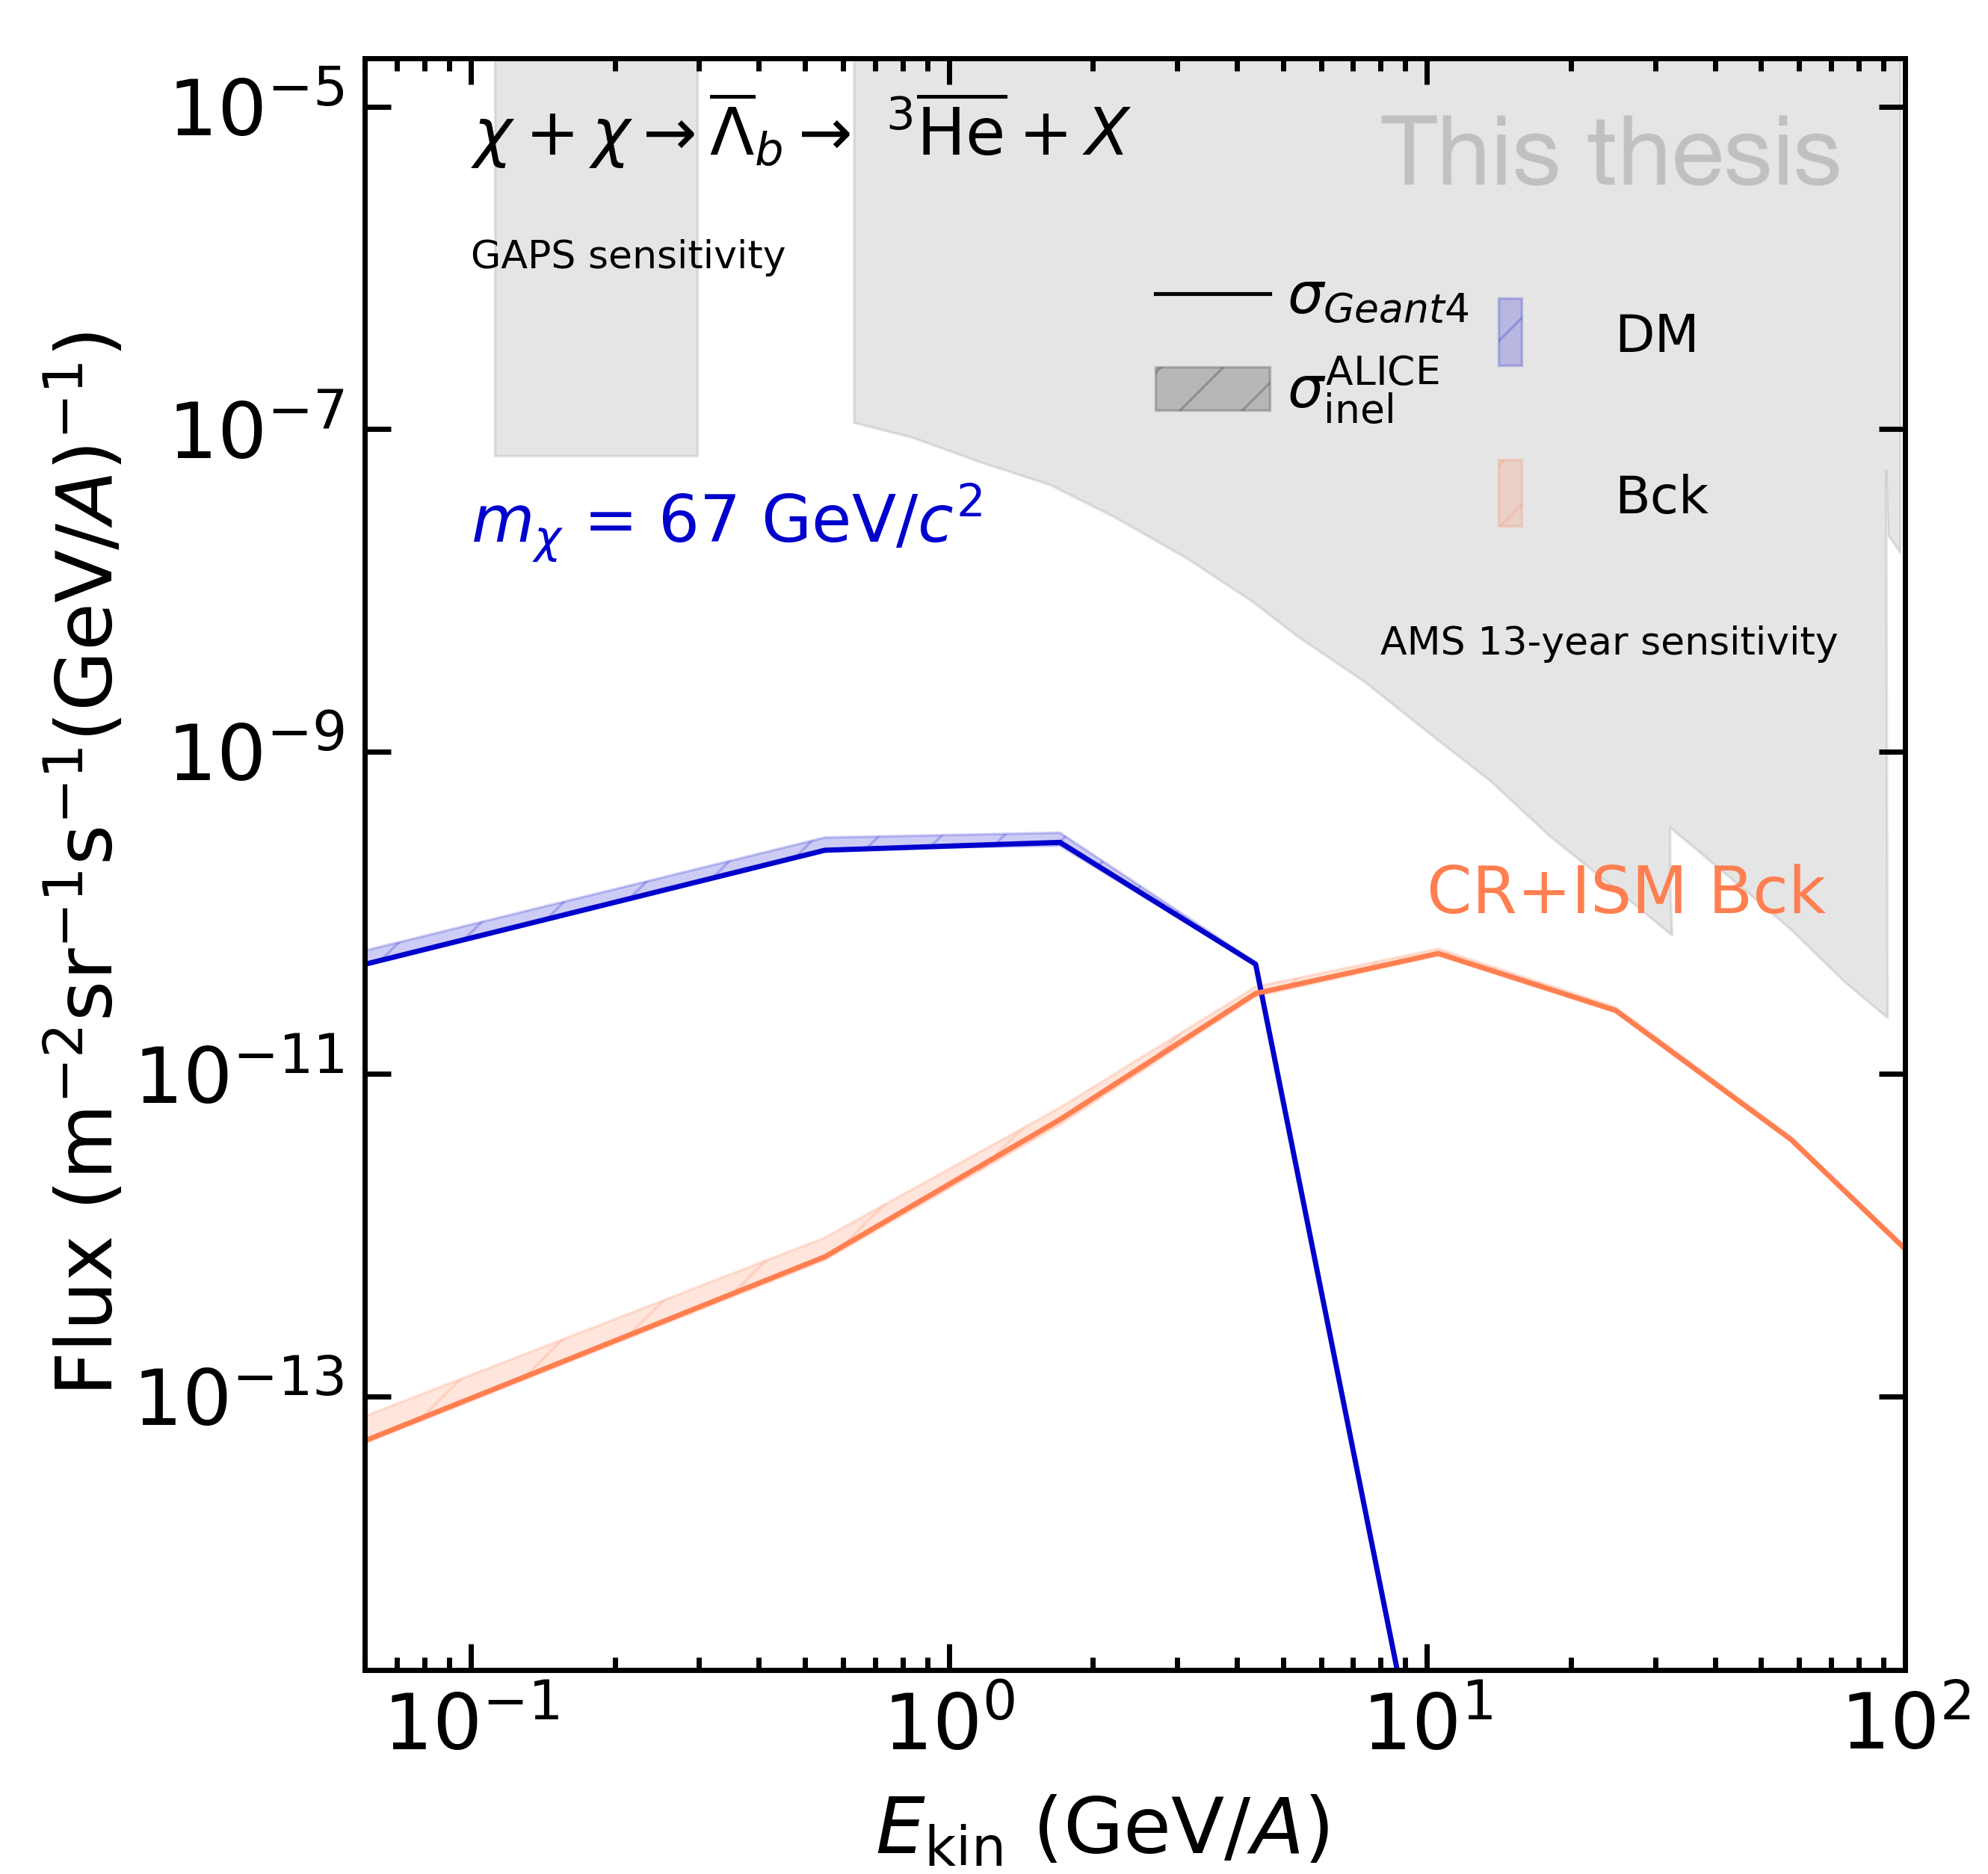 10⁻⁵
χ + χ → Λ̅_b → ³H̅e̅ + X
This thesis
GAPS sensitivity
σ_Geant4
DM
σ_inel^ALICE
10⁻⁷
Bck
m_χ = 67 GeV/c²
AMS 13-year sensitivity
10⁻⁹
CR+ISM Bck
10⁻¹¹
10⁻¹³
Flux (m⁻²sr⁻¹s⁻¹(GeV/A)⁻¹)
10⁻¹ 10⁰ 10¹ 10²
E_kin (GeV/A)